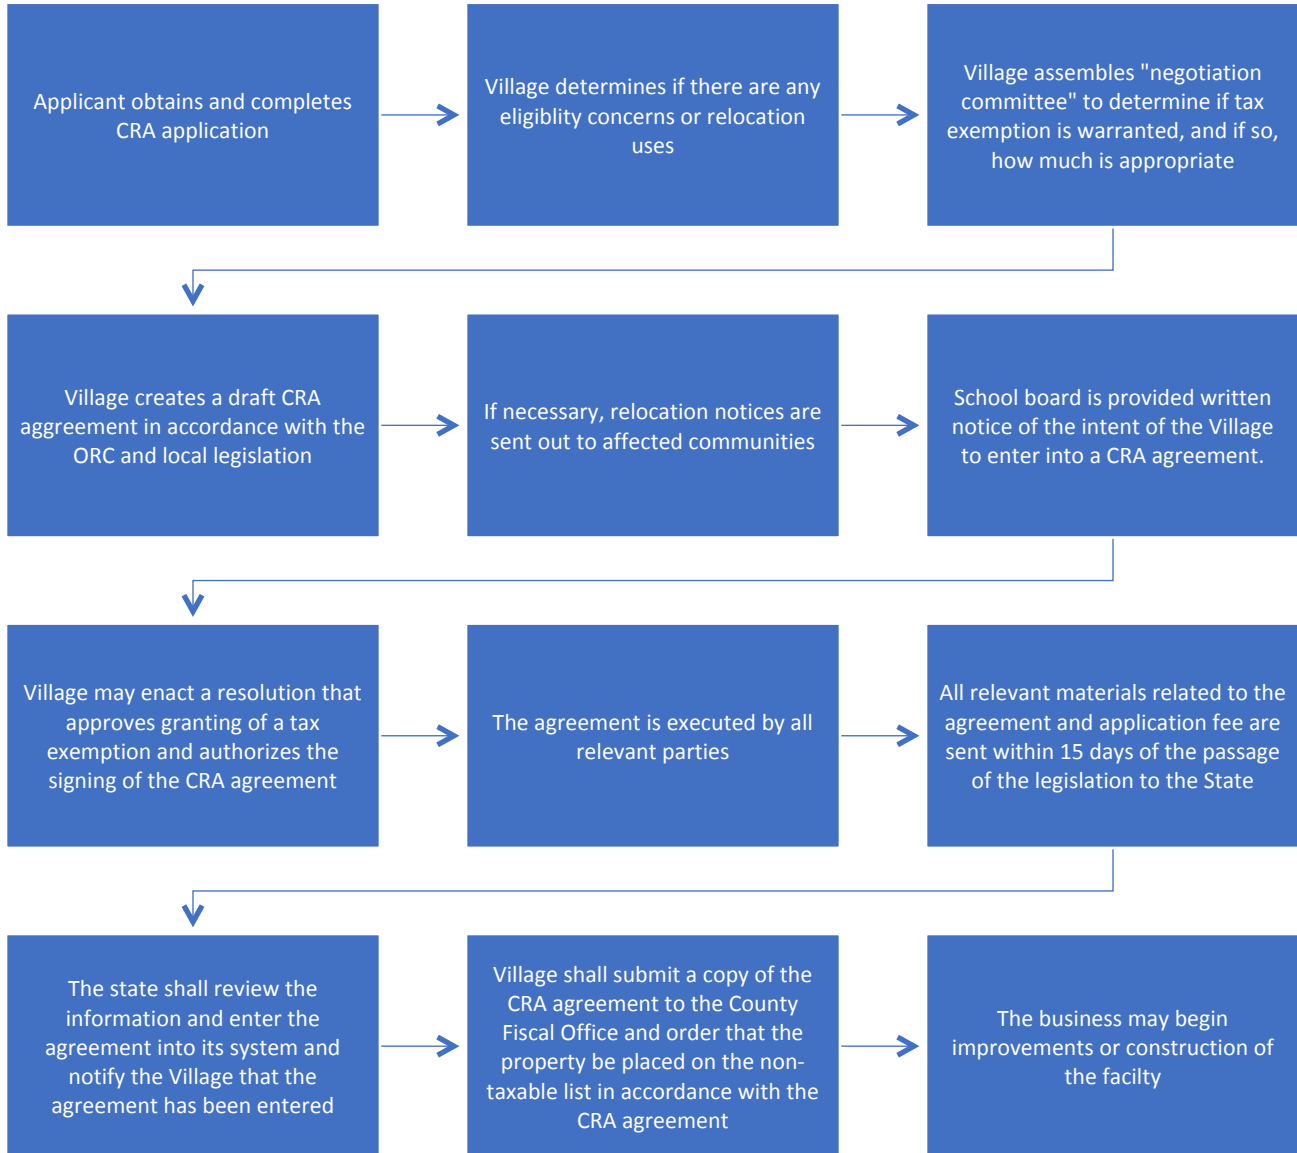 Applicant obtains and completes
CRA application
Village determines if there are any
eligiblity concerns or relocation
uses
Village assembles "negotiation
committee" to determine if tax
exemption is warranted, and if so,
how much is appropriate
Village creates a draft CRA
aggreement in accordance with the
ORC and local legislation
If necessary, relocation notices are
sent out to affected communities
School board is provided written
notice of the intent of the Village
to enter into a CRA agreement.
Village may enact a resolution that
approves granting of a tax
exemption and authorizes the
signing of the CRA agreement
The agreement is executed by all
relevant parties
All relevant materials related to the
agreement and application fee are
sent within 15 days of the passage
of the legislation to the State
The state shall review the
information and enter the
agreement into its system and
notify the Village that the
agreement has been entered
Village shall submit a copy of the
CRA agreement to the County
Fiscal Office and order that the
property be placed on the non-
taxable list in accordance with the
CRA agreement
The business may begin
improvements or construction of
the facilty